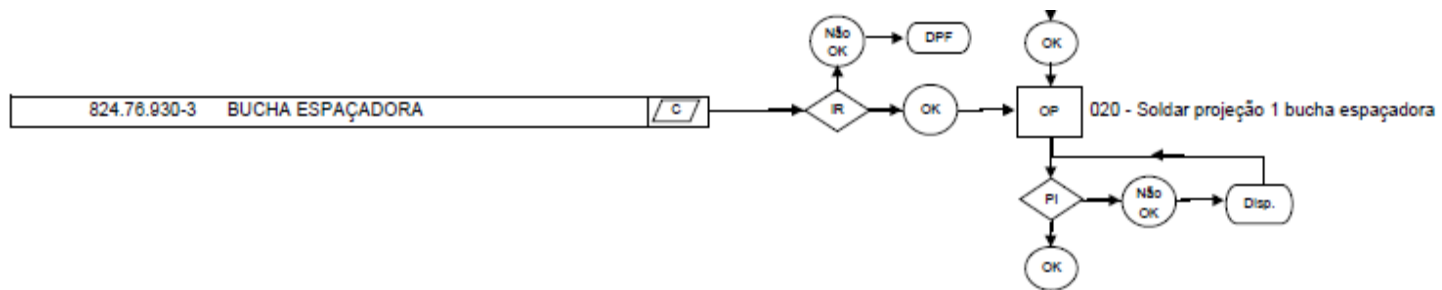 Não
OK
DPF
OK
824.76.930-3 BUCHA ESPAÇADORA
C
IR
OK
OP
020 - Soldar projeção 1 bucha espaçadora
PI
Não
OK
Disp.
OK